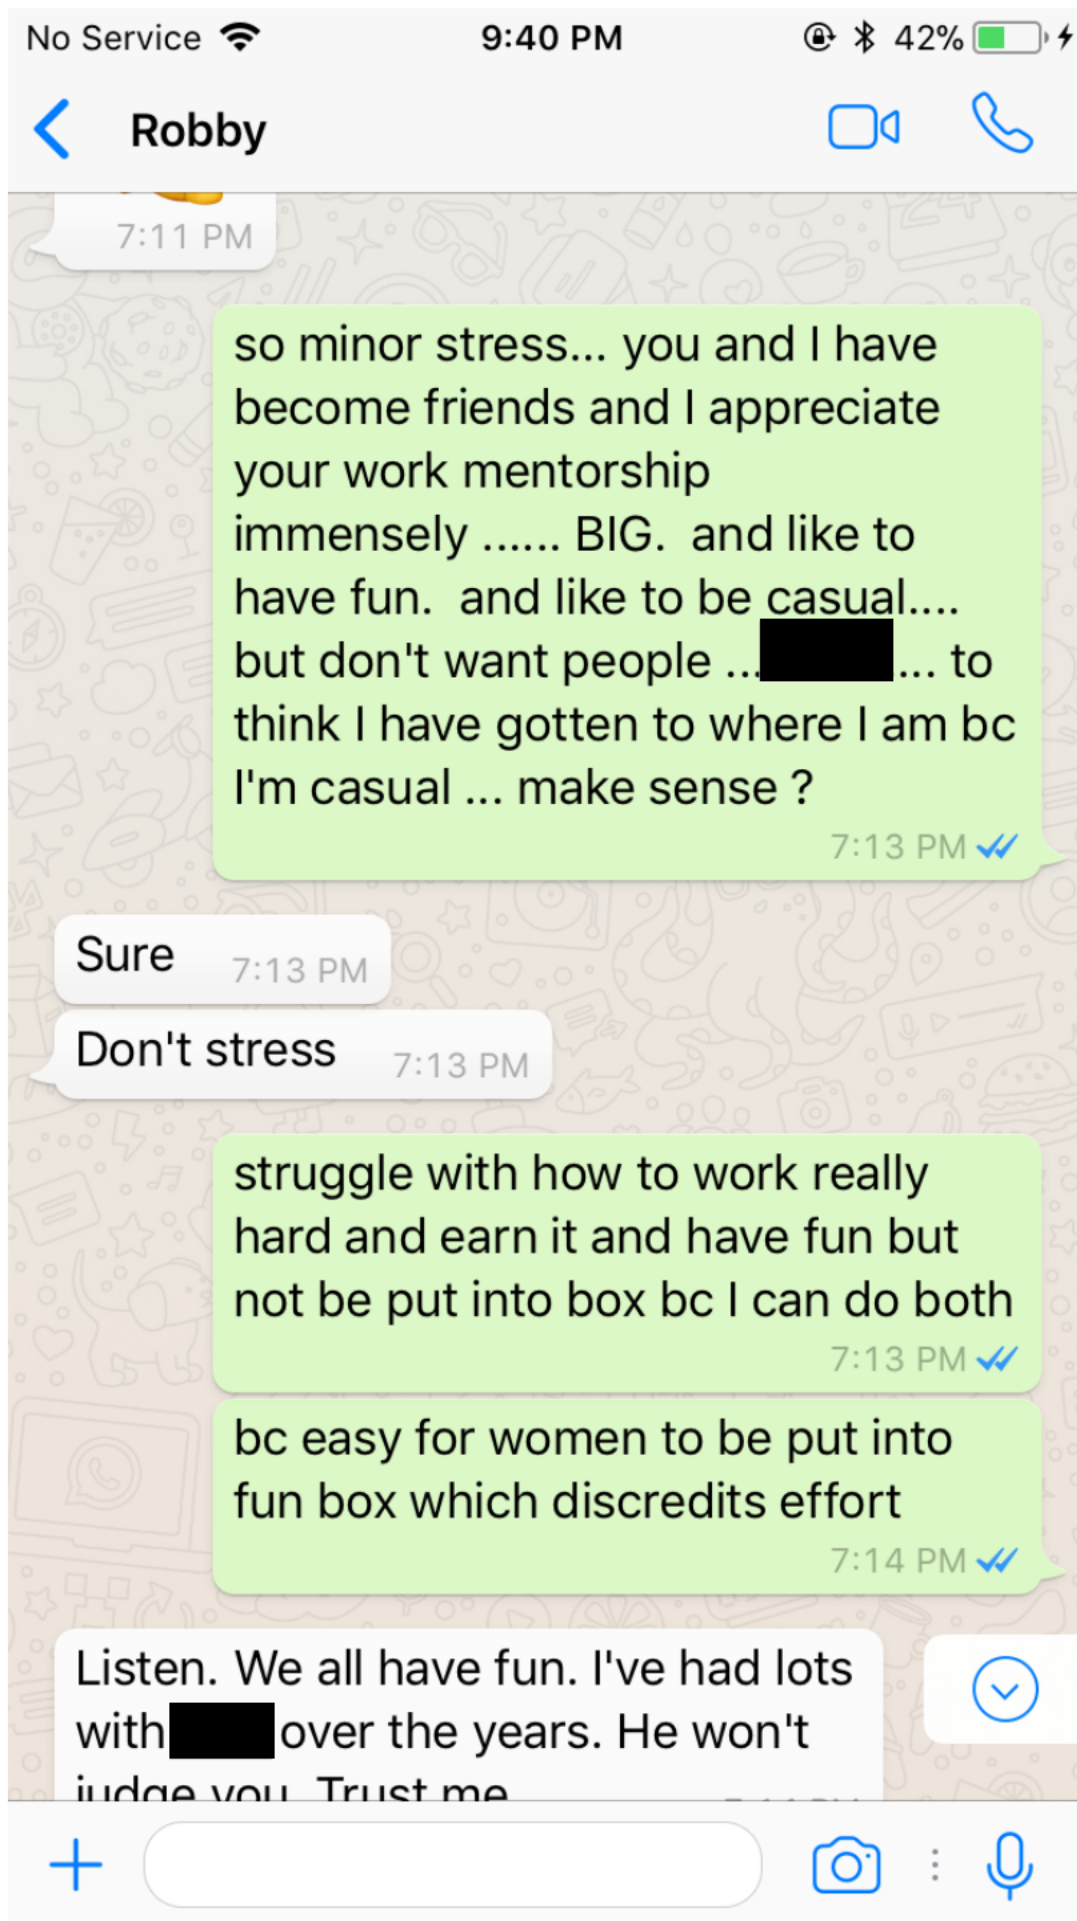 No Service 9:40 PM 42%
Robby
7:11 PM
so minor stress... you and I have
become friends and I appreciate
your work mentorship
immensely ...... BIG.  and like to
have fun.  and like to be casual....
but don't want people ... ... to
think I have gotten to where I am bc
I'm casual ... make sense ?
7:13 PM
Sure 7:13 PM
Don't stress 7:13 PM
struggle with how to work really
hard and earn it and have fun but
not be put into box bc I can do both
7:13 PM
bc easy for women to be put into
fun box which discredits effort
7:14 PM
Listen. We all have fun. I've had lots
with over the years. He won't
judge you. Trust me